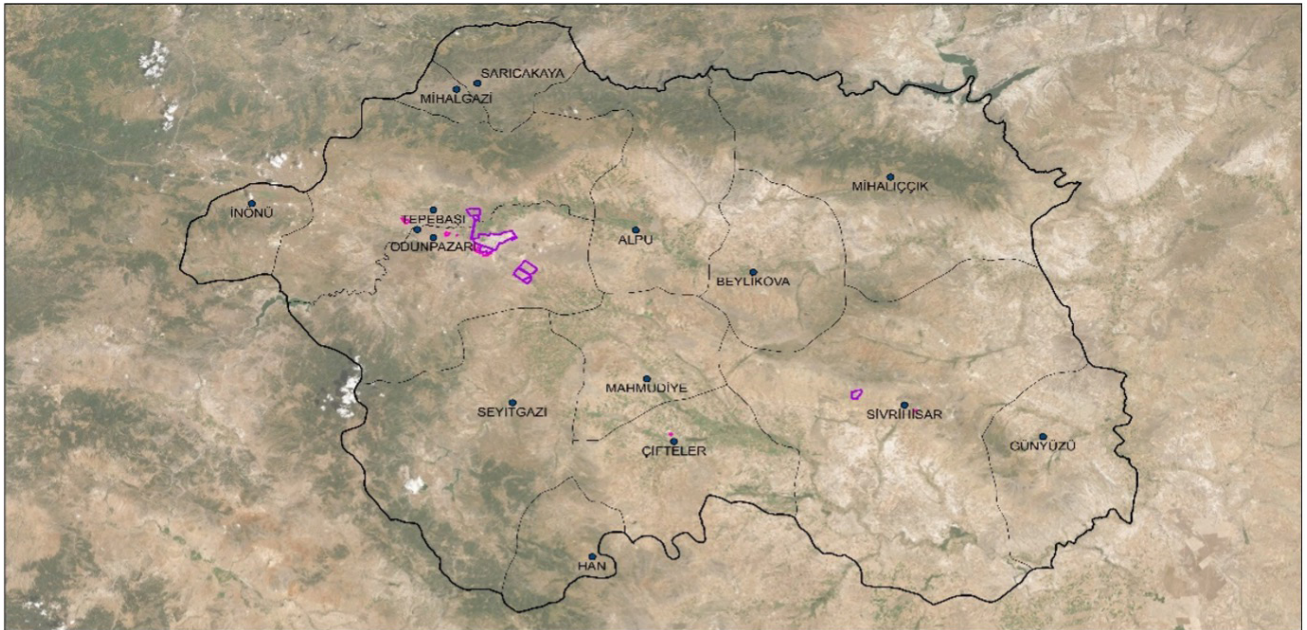 SARICAKAYA
MİHALGAZİ
MİHALIÇÇIK
İNÖNÜ
TEPEBAŞI
ODUNPAZARI
ALPU
BEYLİKOVA
MAHMUDİYE
SEYİTGAZİ
SİVRİHİSAR
ÇİFTELER
GÜNYÜZÜ
HAN